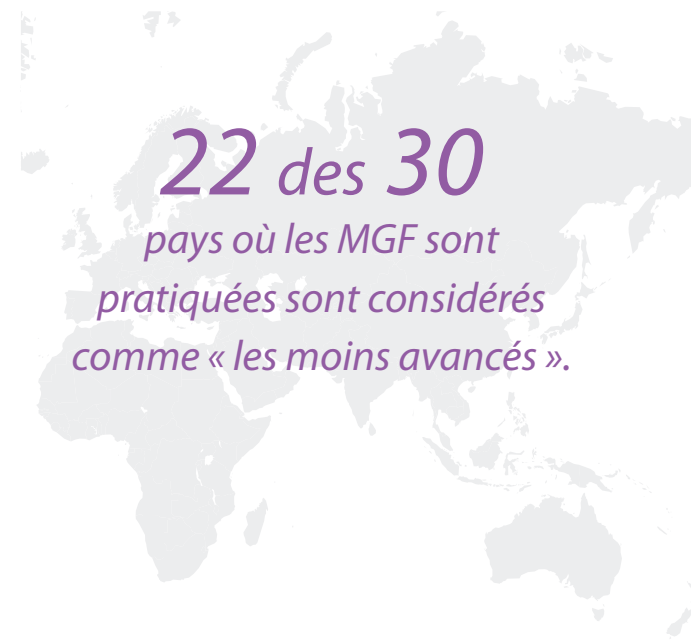 22 des 30
pays où les MGF sont
pratiquées sont considérés
comme « les moins avancés ».